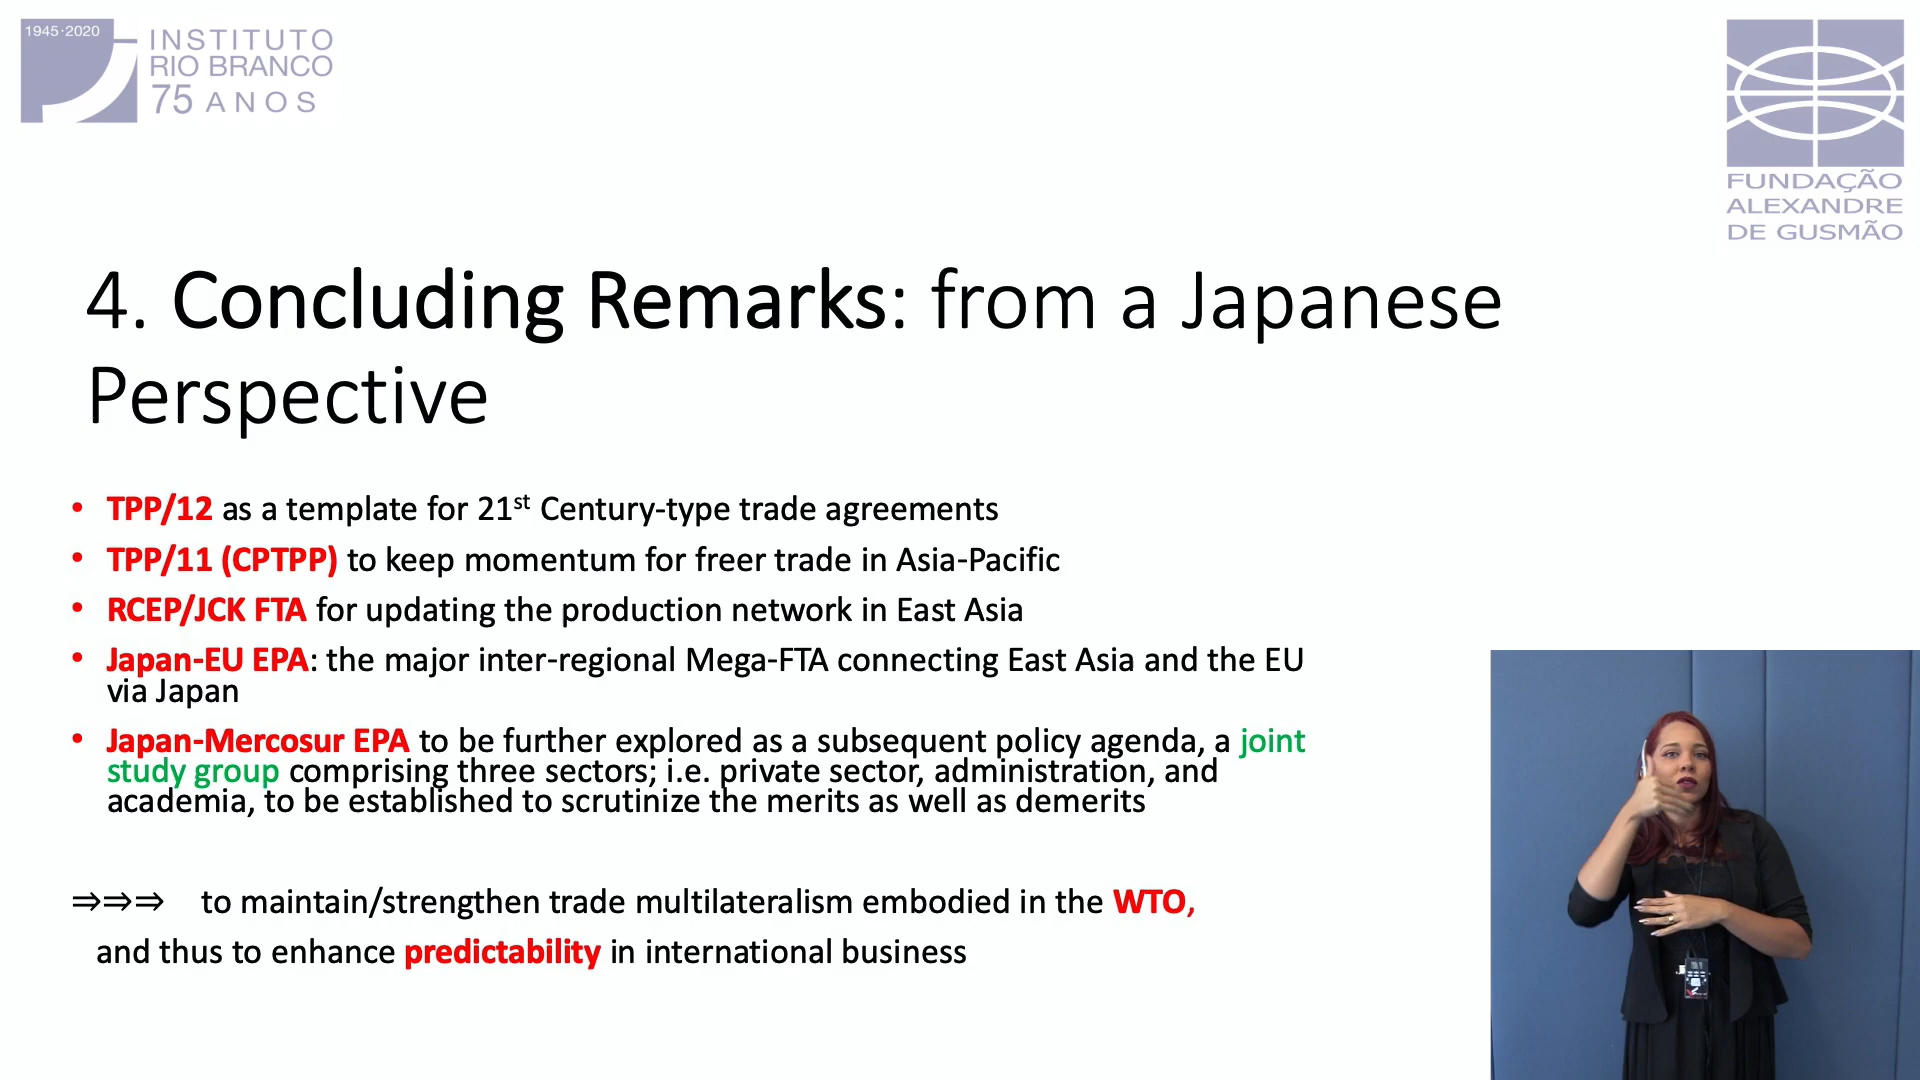 1945·2020
INSTITUTO
RIO BRANCO
75 ANOS
FUNDAÇÃO
ALEXANDRE
DE GUSMÃO
4. Concluding Remarks: from a Japanese
Perspective
• TPP/12 as a template for 21st Century-type trade agreements
• TPP/11 (CPTPP) to keep momentum for freer trade in Asia-Pacific
• RCEP/JCK FTA for updating the production network in East Asia
• Japan-EU EPA: the major inter-regional Mega-FTA connecting East Asia and the EU
via Japan
• Japan-Mercosur EPA to be further explored as a subsequent policy agenda, a joint
study group comprising three sectors; i.e. private sector, administration, and
academia, to be established to scrutinize the merits as well as demerits
⇒⇒⇒ to maintain/strengthen trade multilateralism embodied in the WTO,
and thus to enhance predictability in international business